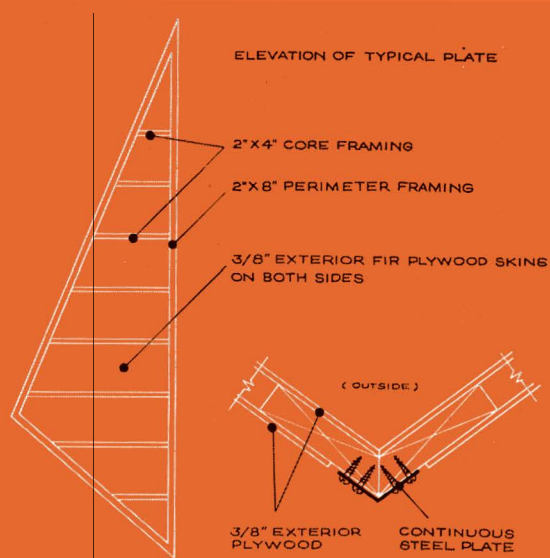 ELEVATION OF TYPICAL PLATE
2"X4" CORE FRAMING
2"X8" PERIMETER FRAMING
3/8" EXTERIOR FIR PLYWOOD SKINS
ON BOTH SIDES
(OUTSIDE)
3/8" EXTERIOR
PLYWOOD
CONTINUOUS
STEEL PLATE